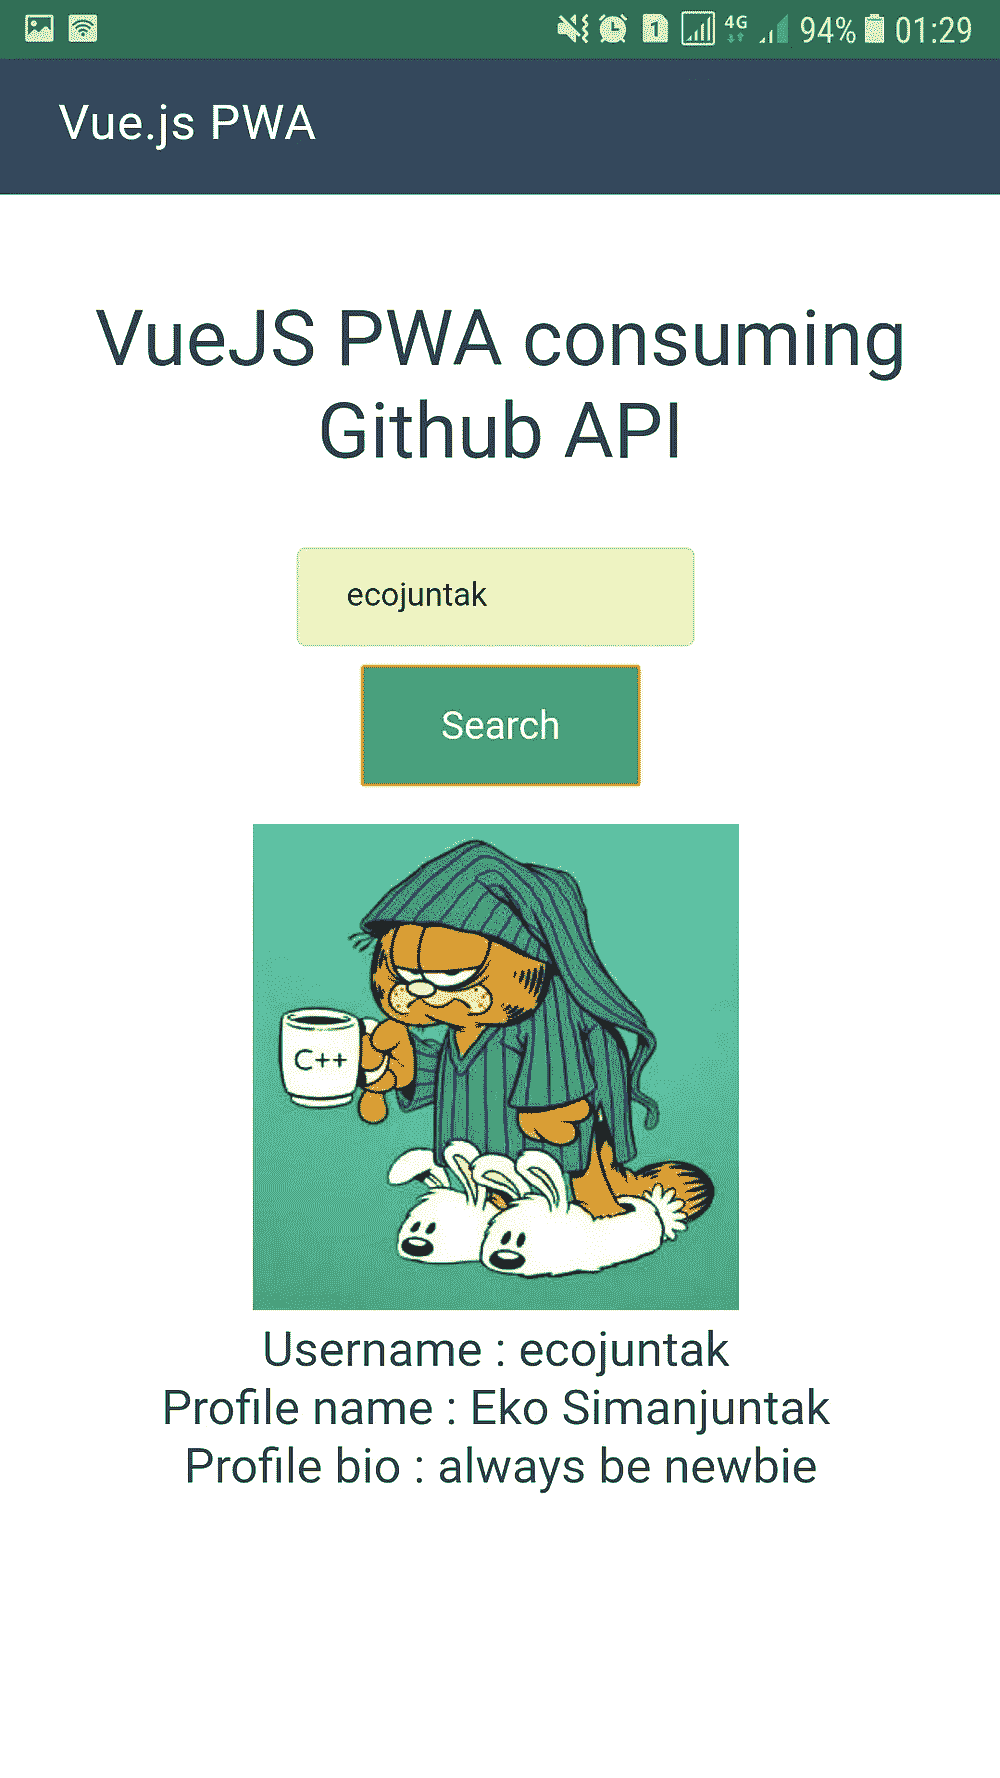 1 4G 94% 01:29
Vue.js PWA
VueJS PWA consuming
Github API
ecojuntak
Search
C++
Username : ecojuntak
Profile name : Eko Simanjuntak
Profile bio : always be newbie